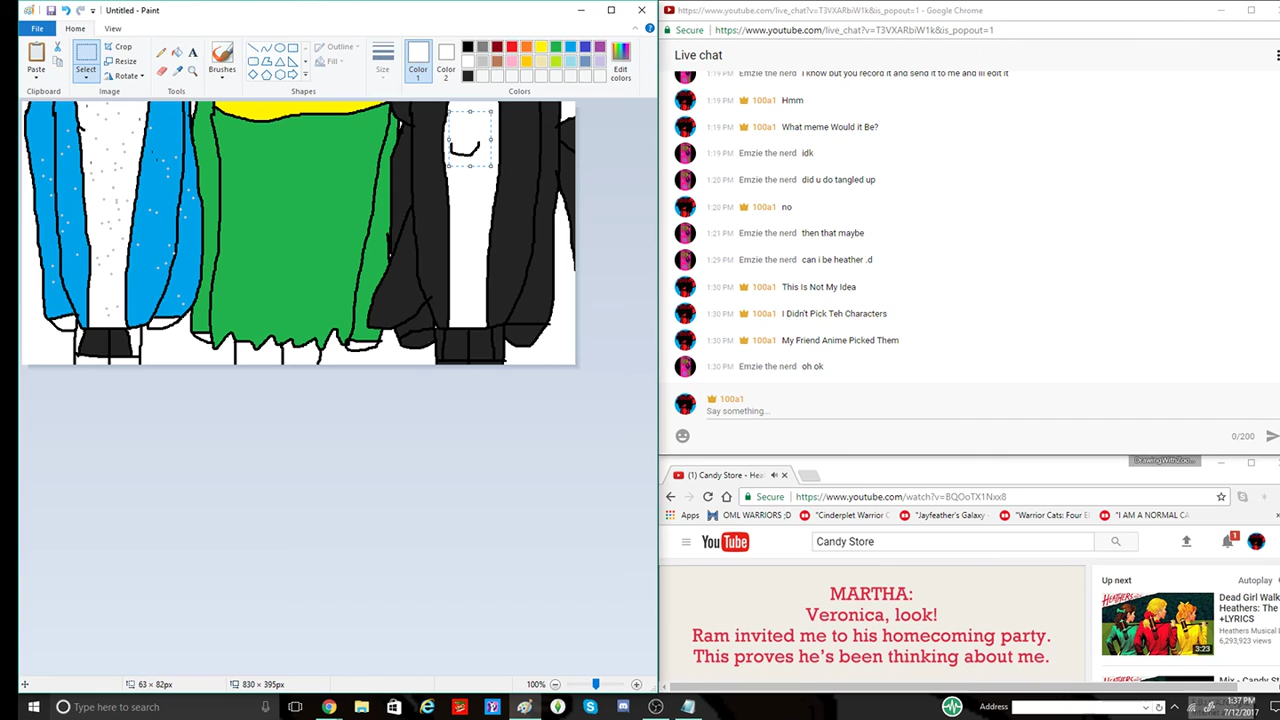 Untitled - Paint
File
Home
View
Paste
Clipboard
Select
Crop
Resize
Rotate
Image
Tools
Brushes
Shapes
Outline
Fill
Size
Color 1
Color 2
Edit colors
Colors
63 × 82px
830 × 395px
100%
https://www.youtube.com/live_chat?v=T3VXARbiW1k&is_popout=1 - Google Chrome
Secure
https://www.youtube.com/live_chat?v=T3VXARbiW1k&is_popout=1
Live chat
1:19 PM Emzie the nerd I know but you record it and send it to me and ill edit it
1:19 PM 100a1 Hmm
1:19 PM 100a1 What meme Would it Be?
1:19 PM Emzie the nerd idk
1:20 PM Emzie the nerd did u do tangled up
1:20 PM 100a1 no
1:21 PM Emzie the nerd then that maybe
1:29 PM Emzie the nerd can i be heather .d
1:30 PM 100a1 This Is Not My Idea
1:30 PM 100a1 I Didn't Pick Teh Characters
1:30 PM 100a1 My Friend Anime Picked Them
1:30 PM Emzie the nerd oh ok
100a1
Say something...
0/200
DrawingWithZoo...
(1) Candy Store - Hea
Secure
https://www.youtube.com/watch?v=BQOoTX1Nxx8
Apps
OML WARRIORS ;D
"Cinderplet Warrior C
"Jayfeather's Galaxy
"Warrior Cats: Four El
"I AM A NORMAL CA
YouTube
Candy Store
1
MARTHA:
Veronica, look!
Ram invited me to his homecoming party.
This proves he's been thinking about me.
Up next
Autoplay
HEATHERS
3:23
Dead Girl Walk
Heathers: The
+LYRICS
Heathers Musical L
6,293,923 views
Mix - Candy St
Type here to search
Address
1:37 PM
7/12/2017